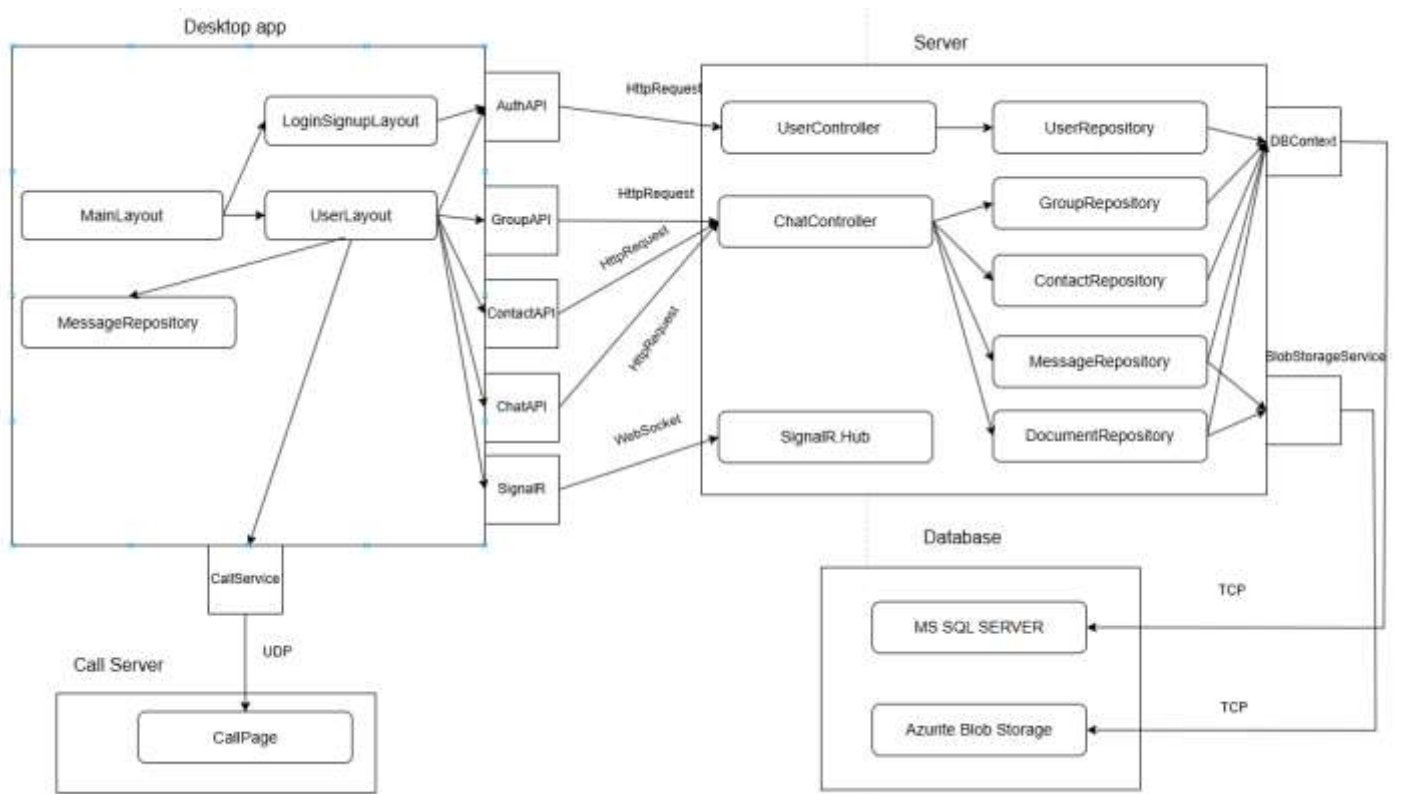 Desktop app
Server
HttpRequest
AuthAPI
LoginSignupLayout
UserController
UserRepository
DBContext
MainLayout
UserLayout
GroupAPI
HttpRequest
ChatController
GroupRepository
HttpRequest
ContactRepository
MessageRepository
ContactAPI
HttpRequest
MessageRepository
BlobStorageService
ChatAPI
WebSocket
SignalR.Hub
DocumentRepository
SignalR
Database
CallService
TCP
MS SQL SERVER
UDP
Call Server
TCP
CallPage
Azurite Blob Storage